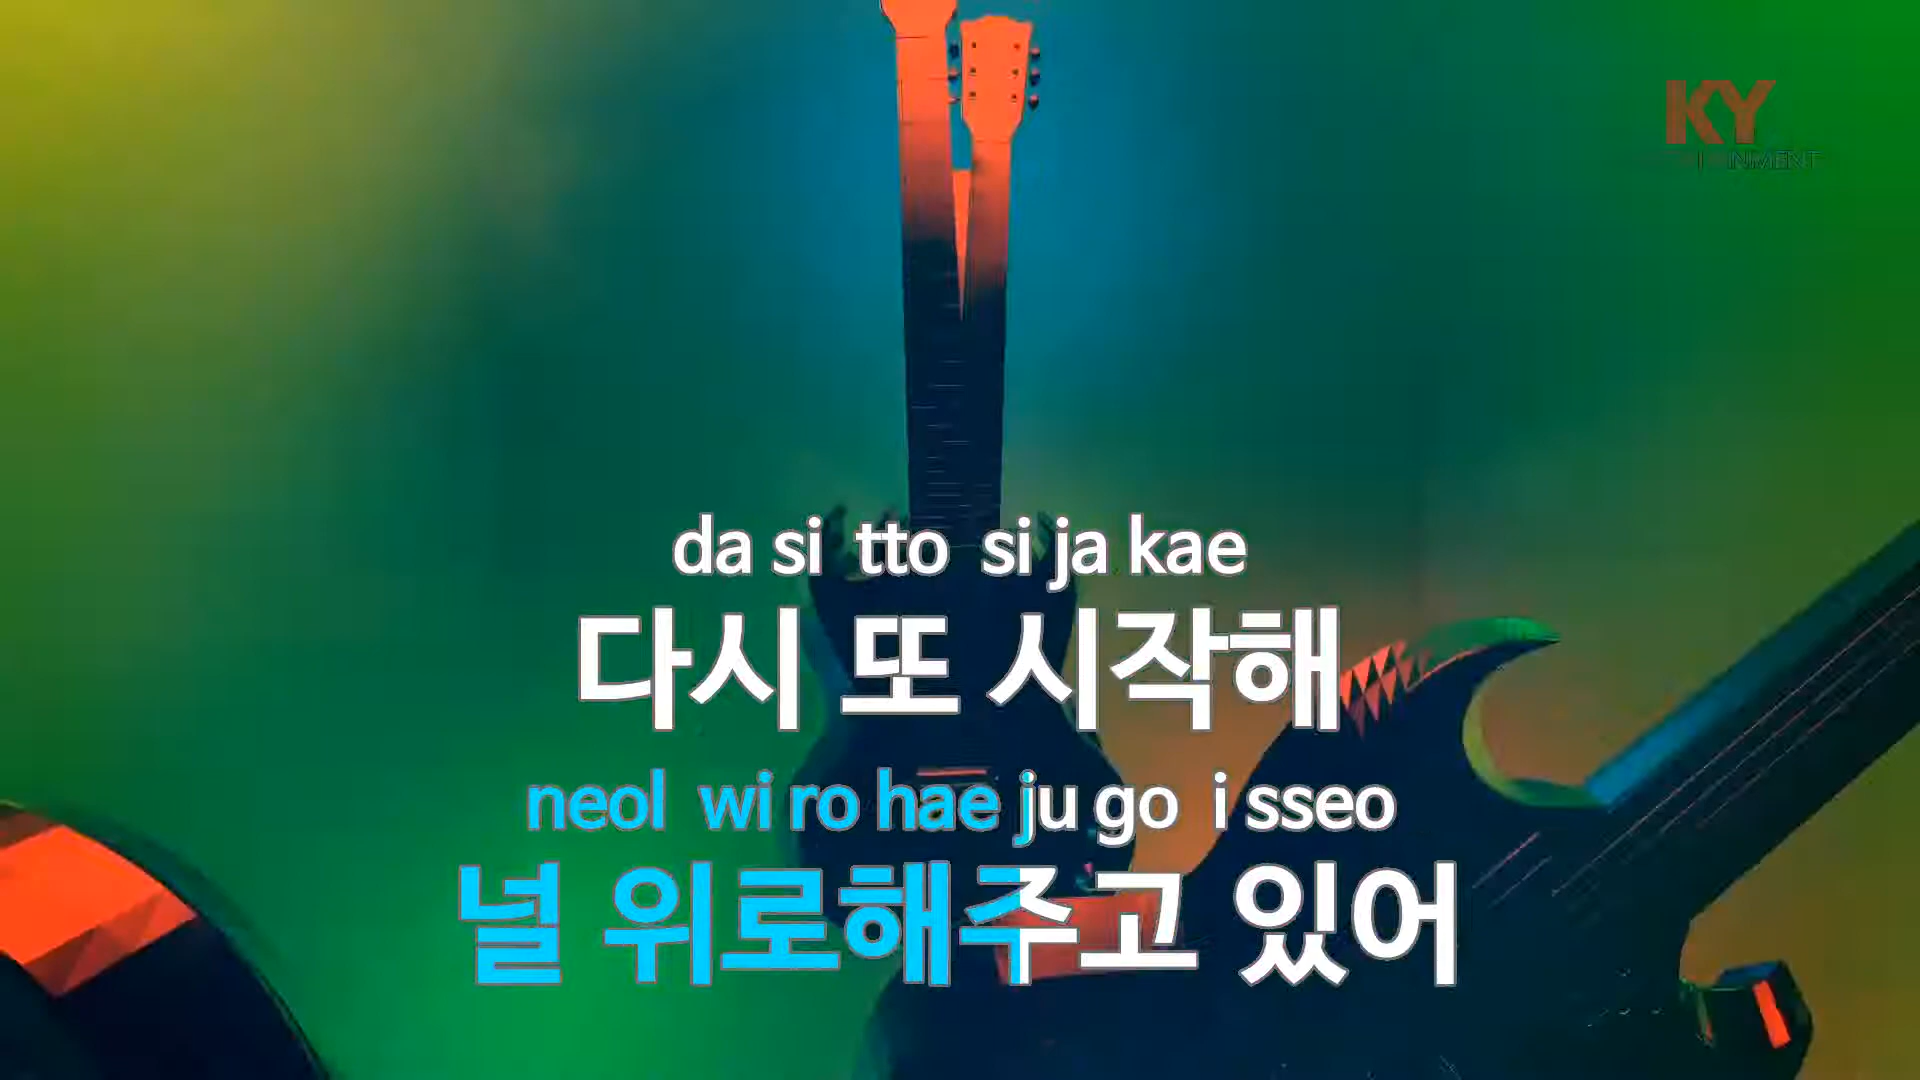 KY
da si tto si ja kae
다시 또 시작해
neol wi ro hae ju go i sseo
널 위로해주고 있어